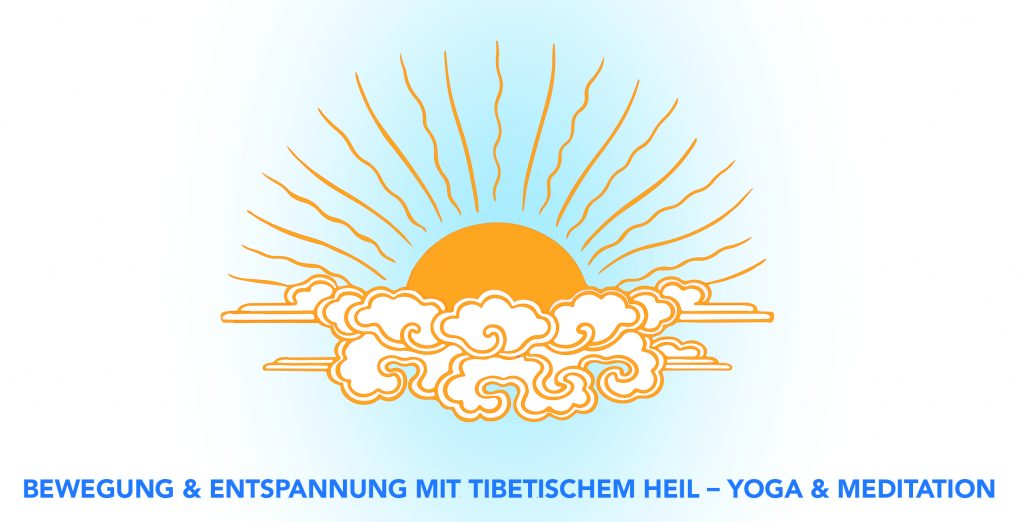 BEWEGUNG & ENTSPANNUNG MIT TIBETISCHEM HEIL – YOGA & MEDITATION